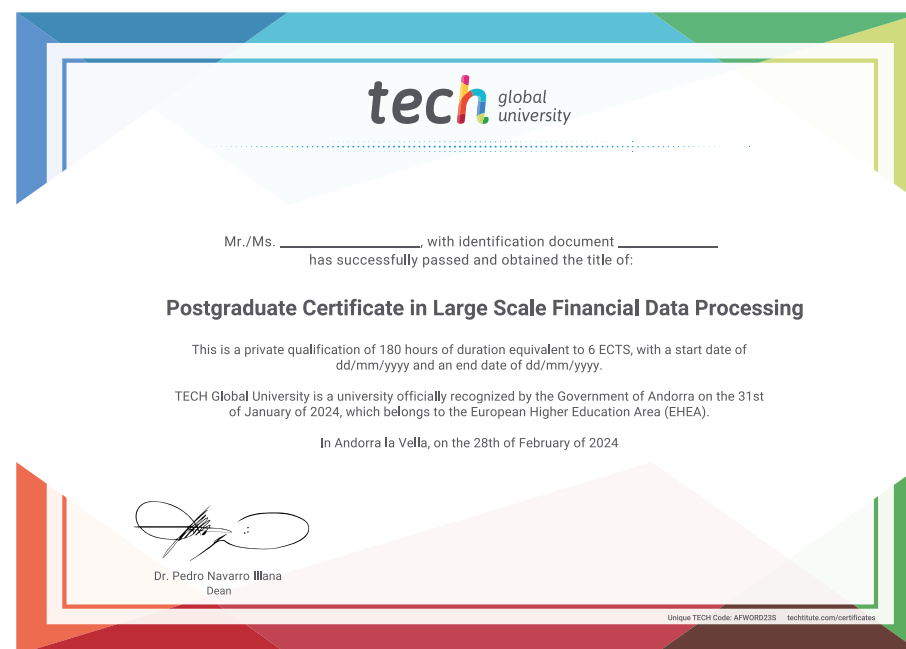 tech global
university
Mr./Ms. ____________________, with identification document ______________
has successfully passed and obtained the title of:
Postgraduate Certificate in Large Scale Financial Data Processing
This is a private qualification of 180 hours of duration equivalent to 6 ECTS, with a start date of
dd/mm/yyyy and an end date of dd/mm/yyyy.
TECH Global University is a university officially recognized by the Government of Andorra on the 31st
of January of 2024, which belongs to the European Higher Education Area (EHEA).
In Andorra la Vella, on the 28th of February of 2024
Dr. Pedro Navarro Illana
Dean
Unique TECH Code: AFWORD23S techtitute.com/certificates